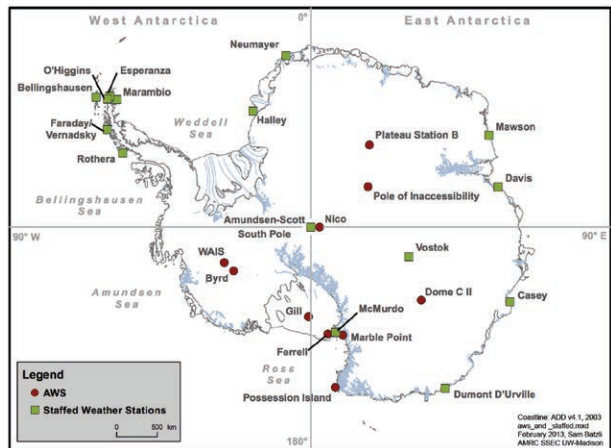 West Antarctica
0°
East Antarctica
Neumayer
O'Higgins
Esperanza
Bellingshausen
Marambio
Weddell
Sea
Halley
Faraday/
Vernadsky
Rothera
Plateau Station B
Mawson
Davis
Pole of Inaccessibility
Bellingshausen
Sea
Amundsen-Scott
South Pole
Nico
90° W
90° E
WAIS
Byrd
Vostok
Amundsen
Sea
Dome C II
Casey
Gill
McMurdo
Marble Point
Ferrell
Ross
Sea
Possession Island
Dumont D'Urville
Legend
AWS
Staffed Weather Stations
0
500
km
180°
Coastline: ADD v4.1, 2003
aws_and_staffed.mxd
February 2013, Sam Batzli
AMRC SSEC UW-Madison